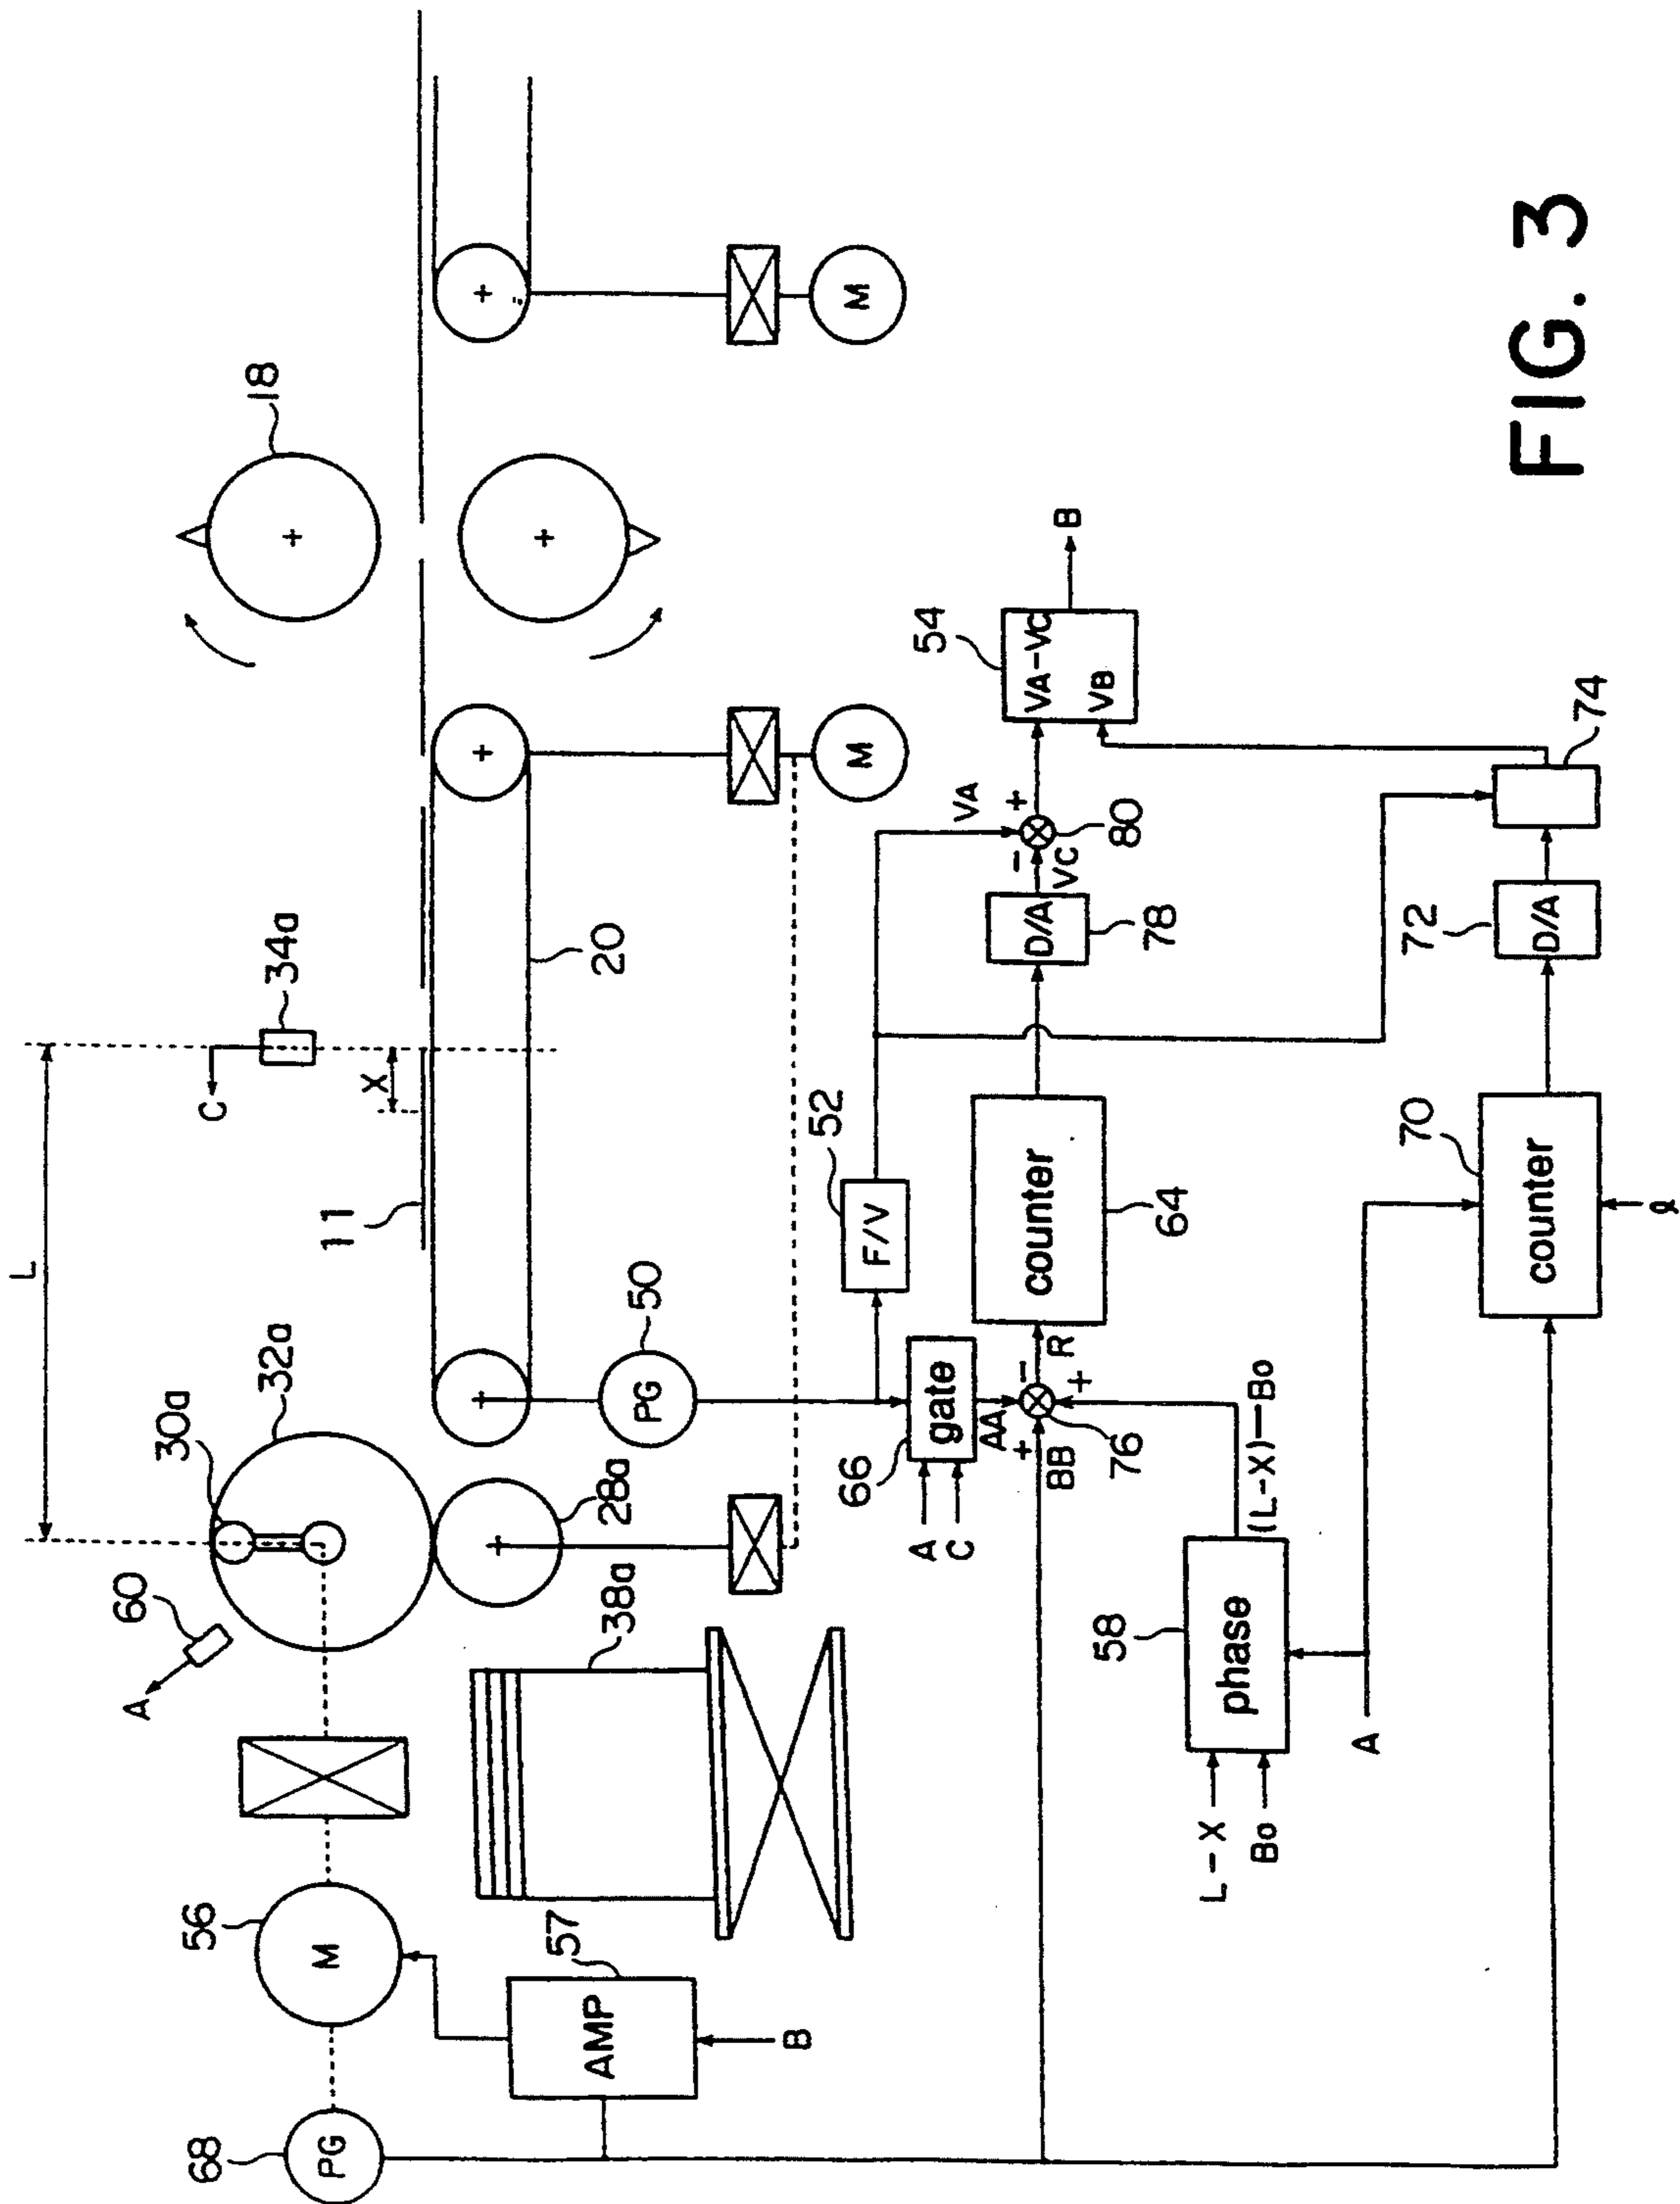 L
C
34a
X
18
60
A
30a
32a
11
20
56
M
68
PG
28a
38a
50
PG
M
M
57
AMP
B
52
F/V
VA
66
gate
A
C
AA
+
BB
-
R
+
76
counter
64
D/A
78
-
VC
+
80
54
VA-VC
VB
B
58
phase
L-X
Bo
(L-X)-Bo
A
70
counter
ℓ
72
D/A
74
FIG. 3